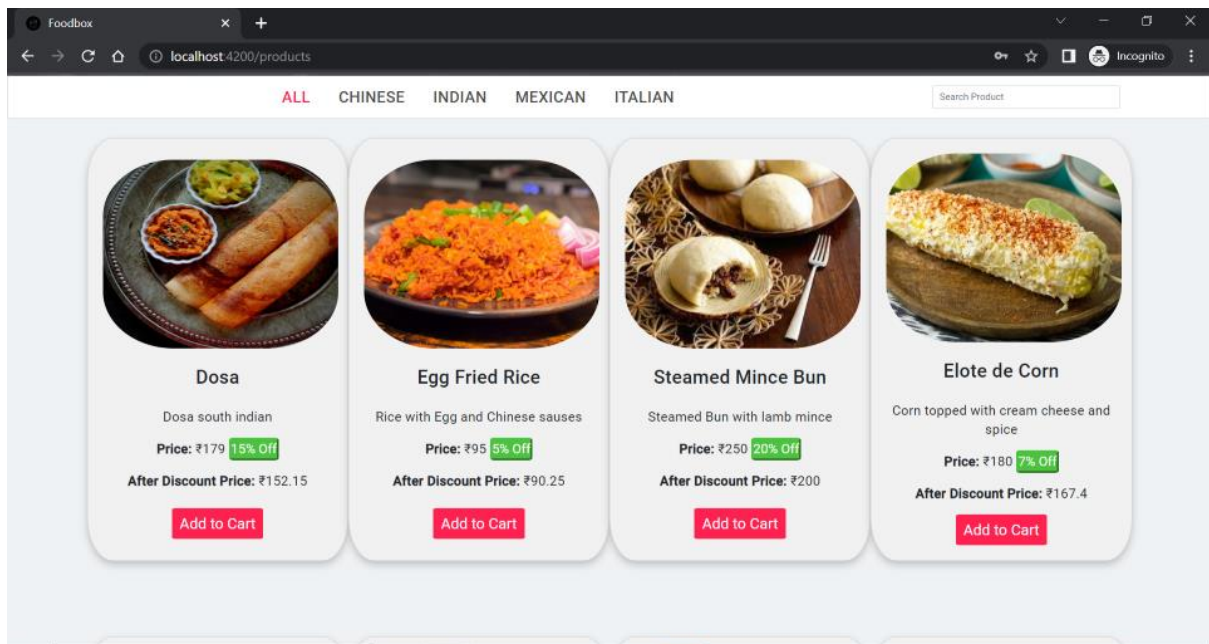 Foodbox
localhost:4200/products
Incognito
ALL CHINESE INDIAN MEXICAN ITALIAN
Search Product
Dosa
Dosa south indian
Price: ₹179 15% Off
After Discount Price: ₹152.15
Add to Cart
Egg Fried Rice
Rice with Egg and Chinese sauses
Price: ₹95 5% Off
After Discount Price: ₹90.25
Add to Cart
Steamed Mince Bun
Steamed Bun with lamb mince
Price: ₹250 20% Off
After Discount Price: ₹200
Add to Cart
Elote de Corn
Corn topped with cream cheese and
spice
Price: ₹180 7% Off
After Discount Price: ₹167.4
Add to Cart